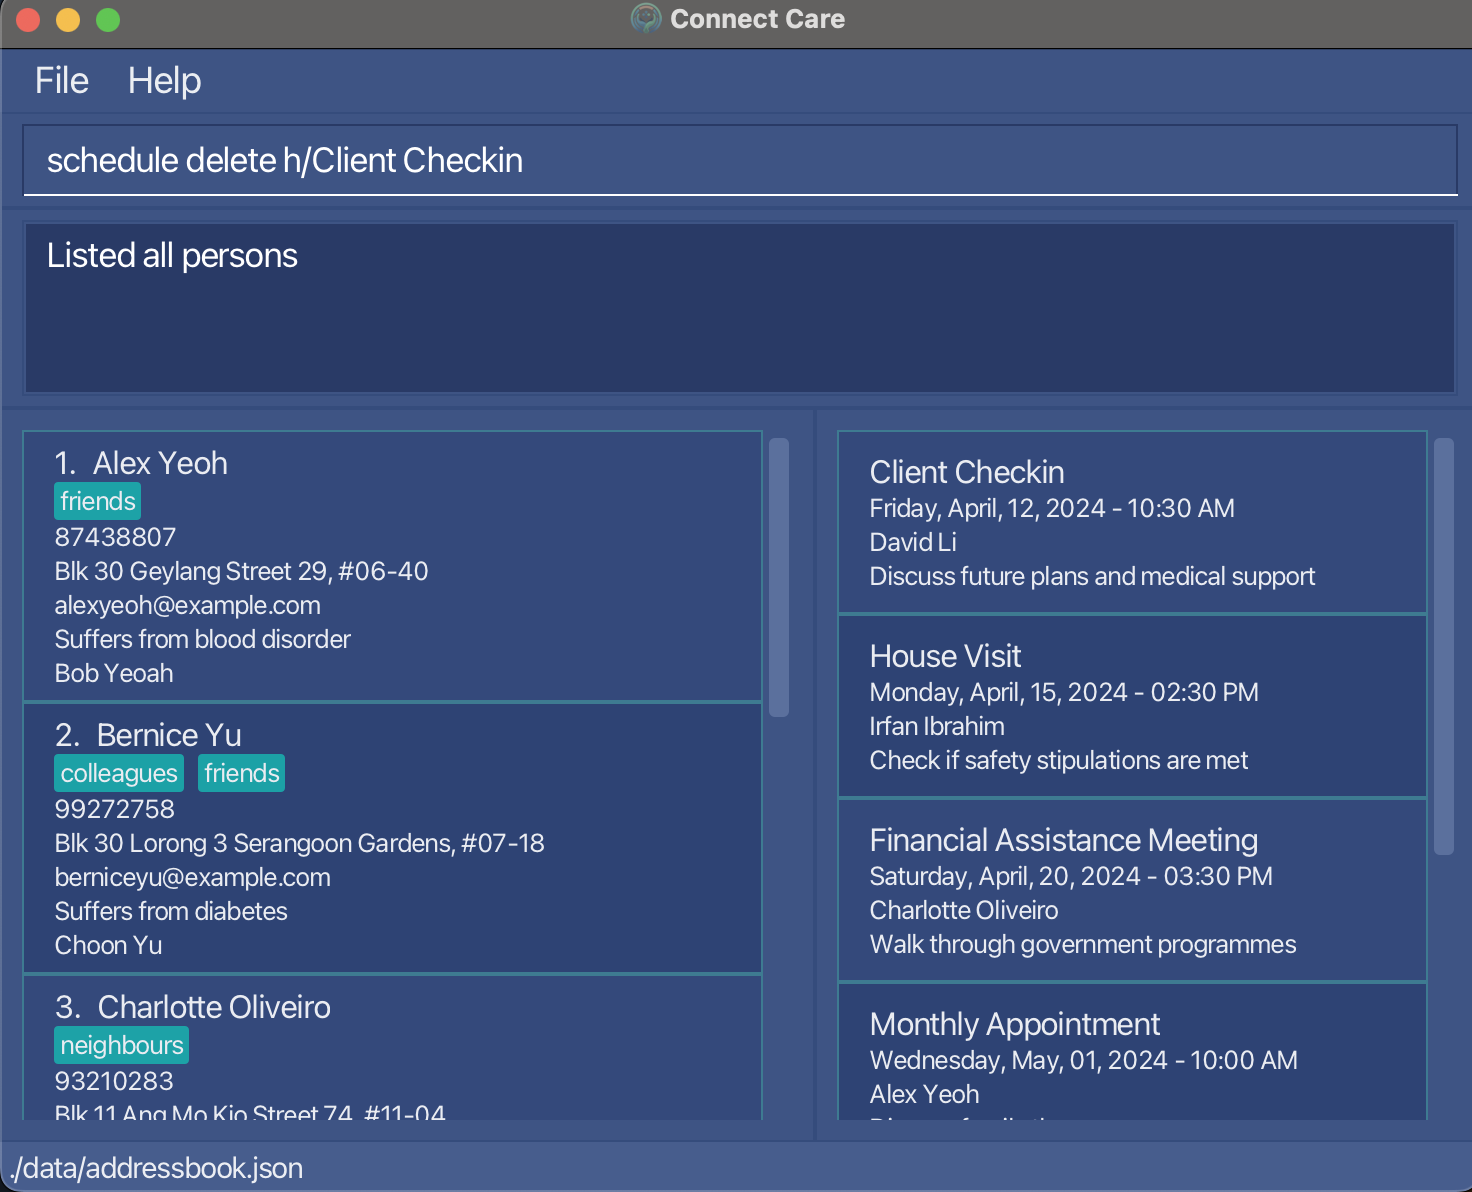 Connect Care
File Help
schedule delete h/Client Checkin
Listed all persons
1. Alex Yeoh
friends
87438807
Blk 30 Geylang Street 29, #06-40
alexyeoh@example.com
Suffers from blood disorder
Bob Yeoah
2. Bernice Yu
colleagues friends
99272758
Blk 30 Lorong 3 Serangoon Gardens, #07-18
berniceyu@example.com
Suffers from diabetes
Choon Yu
3. Charlotte Oliveiro
neighbours
93210283
Blk 11 Ang Mo Kio Street 74, #11-04
Client Checkin
Friday, April, 12, 2024 - 10:30 AM
David Li
Discuss future plans and medical support
House Visit
Monday, April, 15, 2024 - 02:30 PM
Irfan Ibrahim
Check if safety stipulations are met
Financial Assistance Meeting
Saturday, April, 20, 2024 - 03:30 PM
Charlotte Oliveiro
Walk through government programmes
Monthly Appointment
Wednesday, May, 01, 2024 - 10:00 AM
Alex Yeoh
./data/addressbook.json